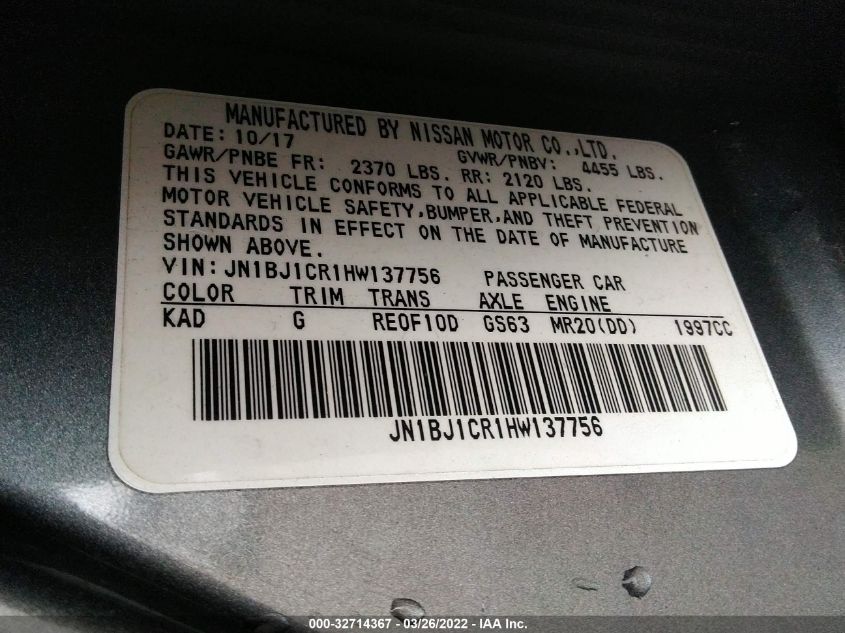 MANUFACTURED BY NISSAN MOTOR CO.,LTD.
DATE: 10/17 GVWR/PNBV: 4455 LBS.
GAWR/PNBE FR: 2370 LBS. RR: 2120 LBS.
THIS VEHICLE CONFORMS TO ALL APPLICABLE FEDERAL
MOTOR VEHICLE SAFETY,BUMPER,AND THEFT PREVENTION
STANDARDS IN EFFECT ON THE DATE OF MANUFACTURE
SHOWN ABOVE.
VIN: JN1BJ1CR1HW137756 PASSENGER CAR
COLOR TRIM TRANS AXLE ENGINE
KAD G RE0F10D GS63 MR20(DD) 1997CC
JN1BJ1CR1HW137756
000-32714367 - 03/26/2022 - IAA Inc.